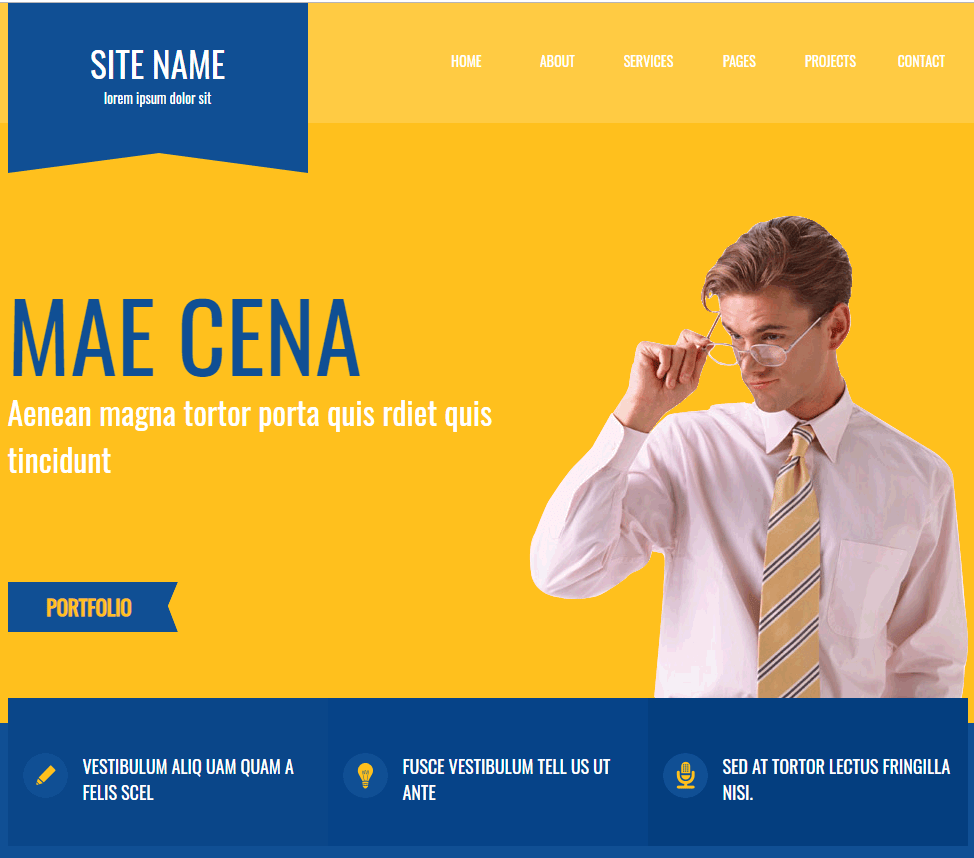 SITE NAME
lorem ipsum dolor sit
HOME ABOUT SERVICES PAGES PROJECTS CONTACT
MAE CENA
Aenean magna tortor porta quis rdiet quis
tincidunt
PORTFOLIO
VESTIBULUM ALIQ UAM QUAM A
FELIS SCEL
FUSCE VESTIBULUM TELL US UT
ANTE
SED AT TORTOR LECTUS FRINGILLA
NISI.